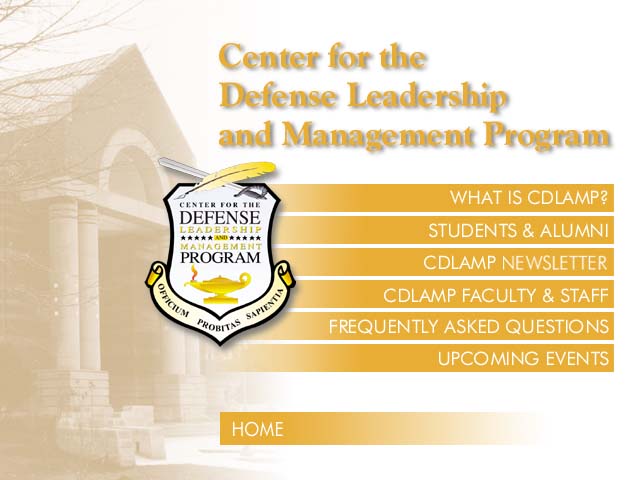 Center for the
Defense Leadership
and Management Program
CENTER FOR THE
DEFENSE
LEADERSHIP
AND
MANAGEMENT
PROGRAM
OFFICIUM PROBITAS SAPIENTIA
WHAT IS CDLAMP?
STUDENTS & ALUMNI
CDLAMP NEWSLETTER
CDLAMP FACULTY & STAFF
FREQUENTLY ASKED QUESTIONS
UPCOMING EVENTS
HOME